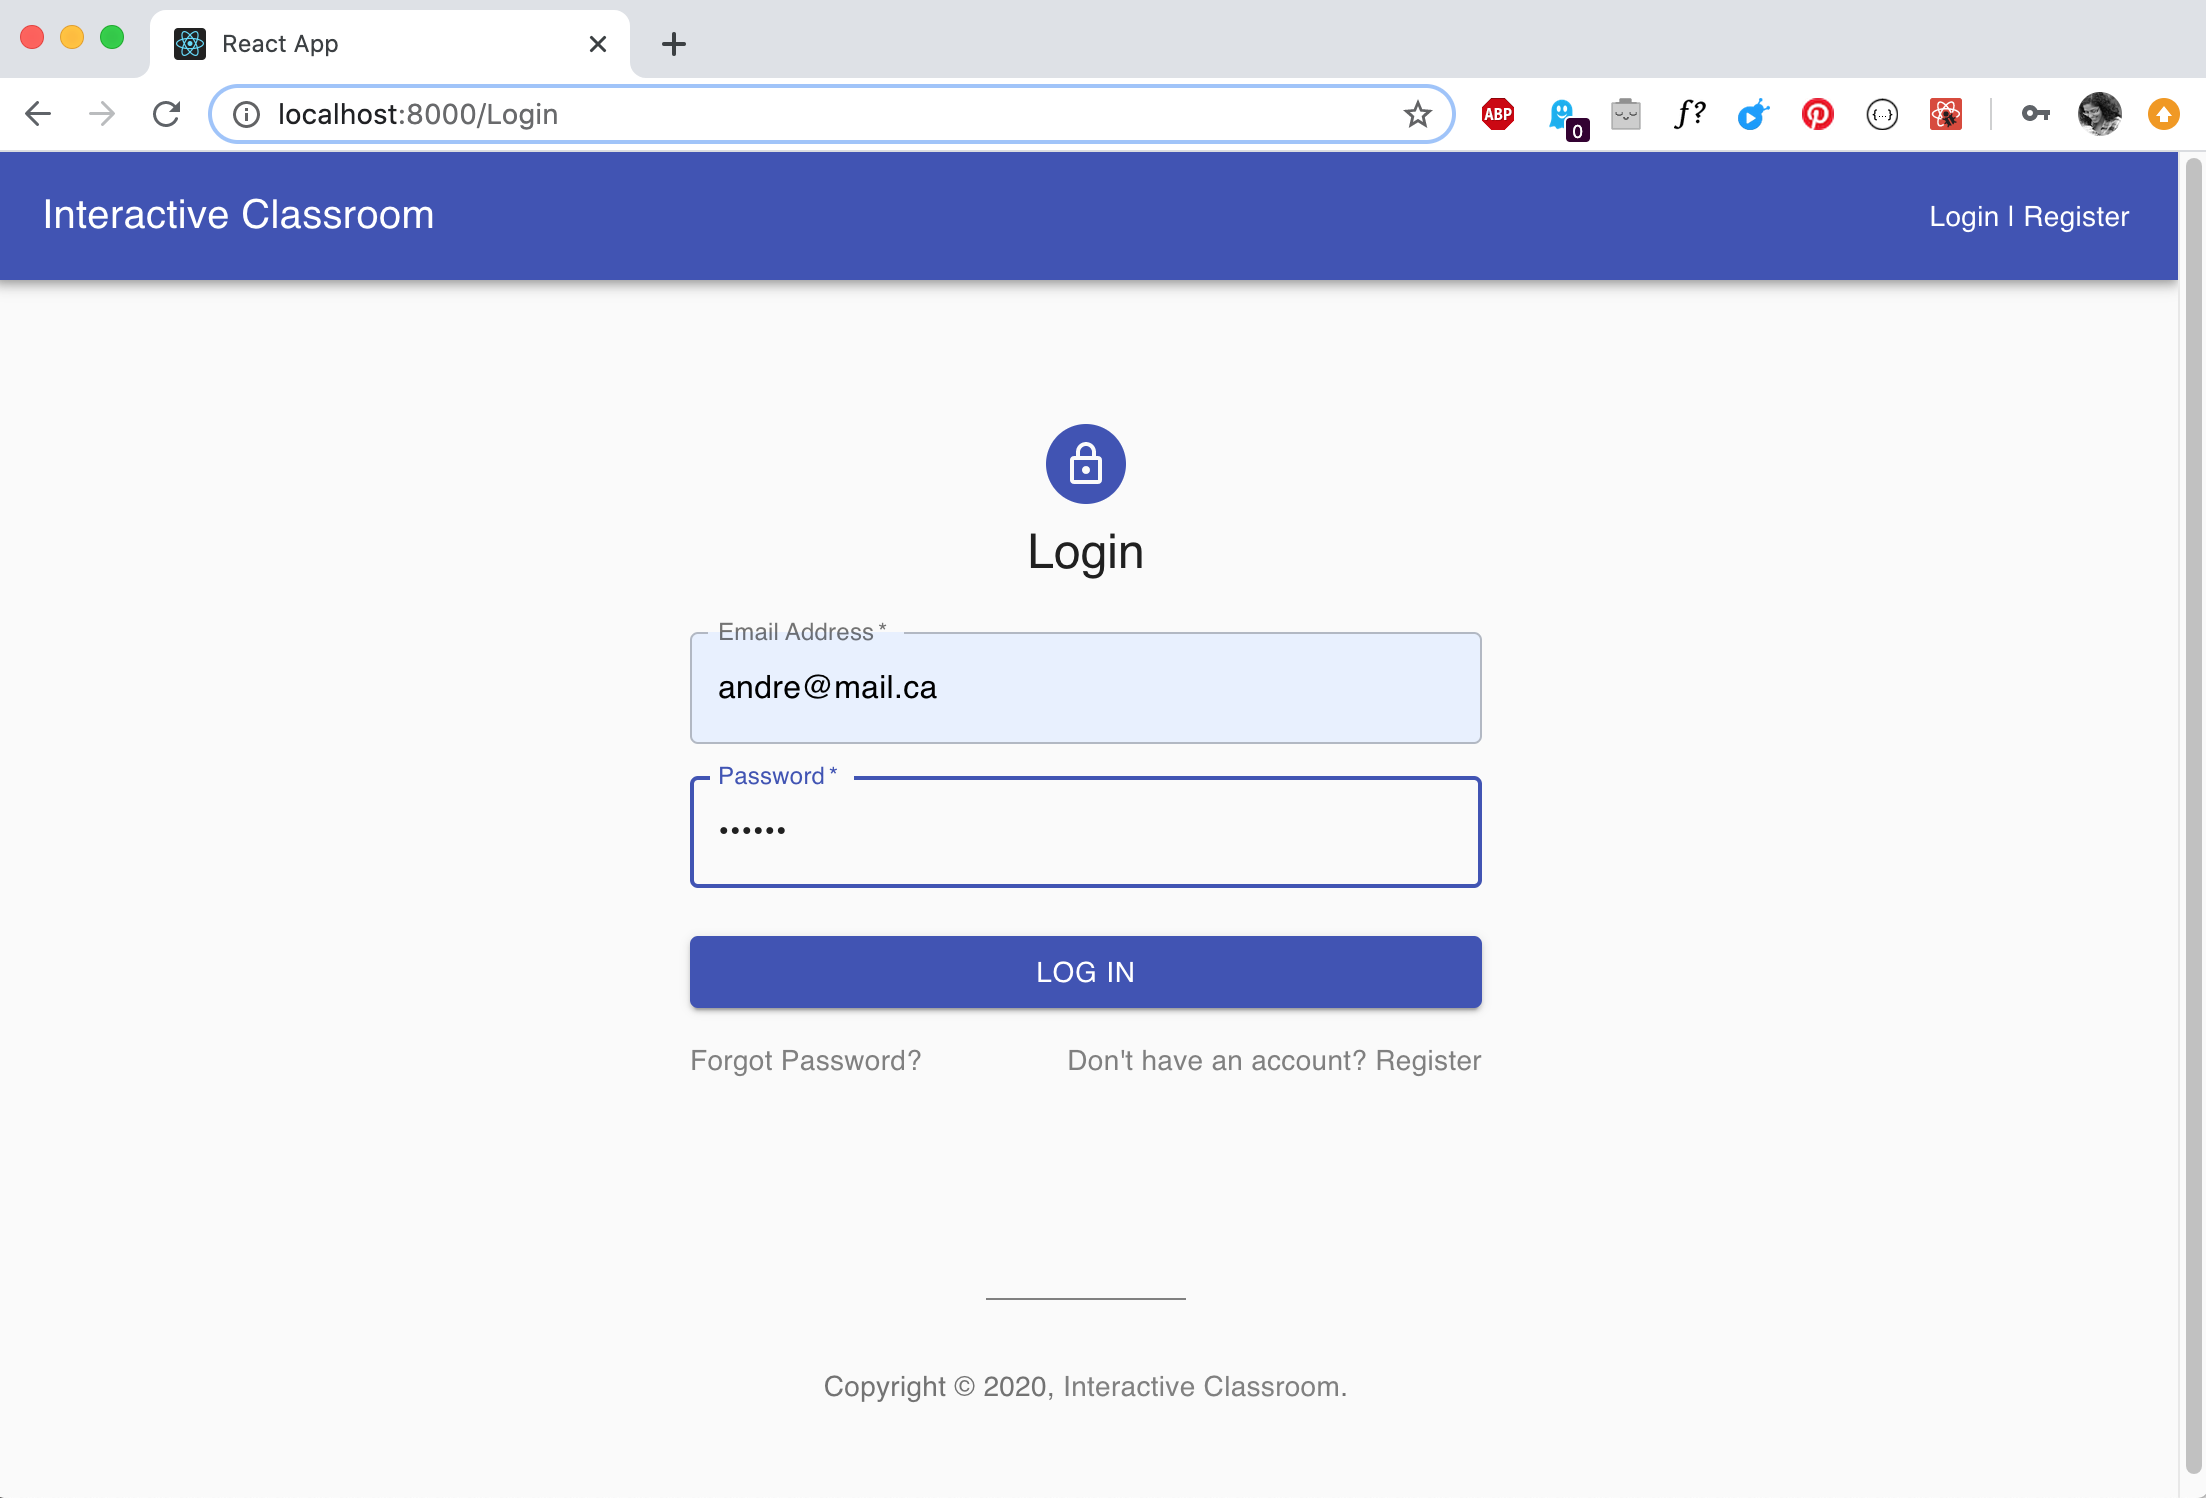 React App
localhost:8000/Login
ABP
0
f?
{...}
Interactive Classroom
Login | Register
Login
Email Address *
andre@mail.ca
Password *
••••••
LOG IN
Forgot Password?
Don't have an account? Register
Copyright © 2020, Interactive Classroom.